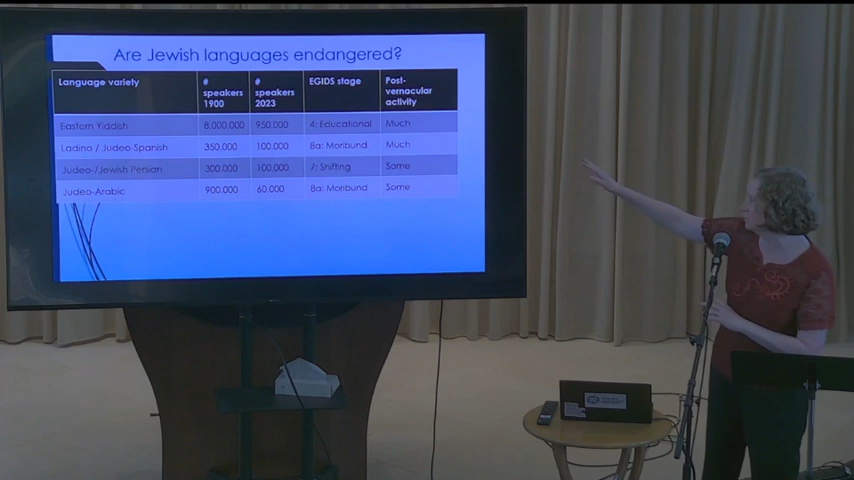 Are Jewish languages endangered?
Language variety # speakers 1900 # speakers 2023 EGIDS stage Post-vernacular activity
Eastern Yiddish 8,000,000 950,000 4: Educational Much
Ladino / Judeo-Spanish 350,000 100,000 8a: Moribund Much
Judeo-/Jewish Persian 300,000 100,000 7: Shifting Some
Judeo-Arabic 900,000 60,000 8a: Moribund Some